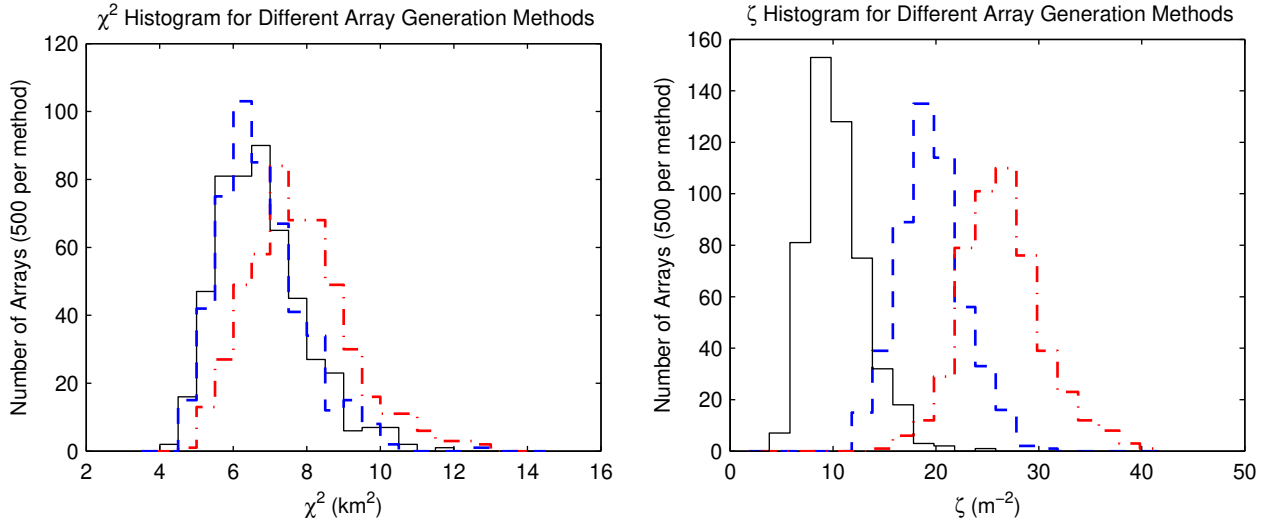 χ² Histogram for Different Array Generation Methods
120
100
80
60
40
20
0
Number of Arrays (500 per method)
2 4 6 8 10 12 14 16
χ² (km²)
ζ Histogram for Different Array Generation Methods
160
140
120
100
80
60
40
20
0
Number of Arrays (500 per method)
0 10 20 30 40 50
ζ (m⁻²)